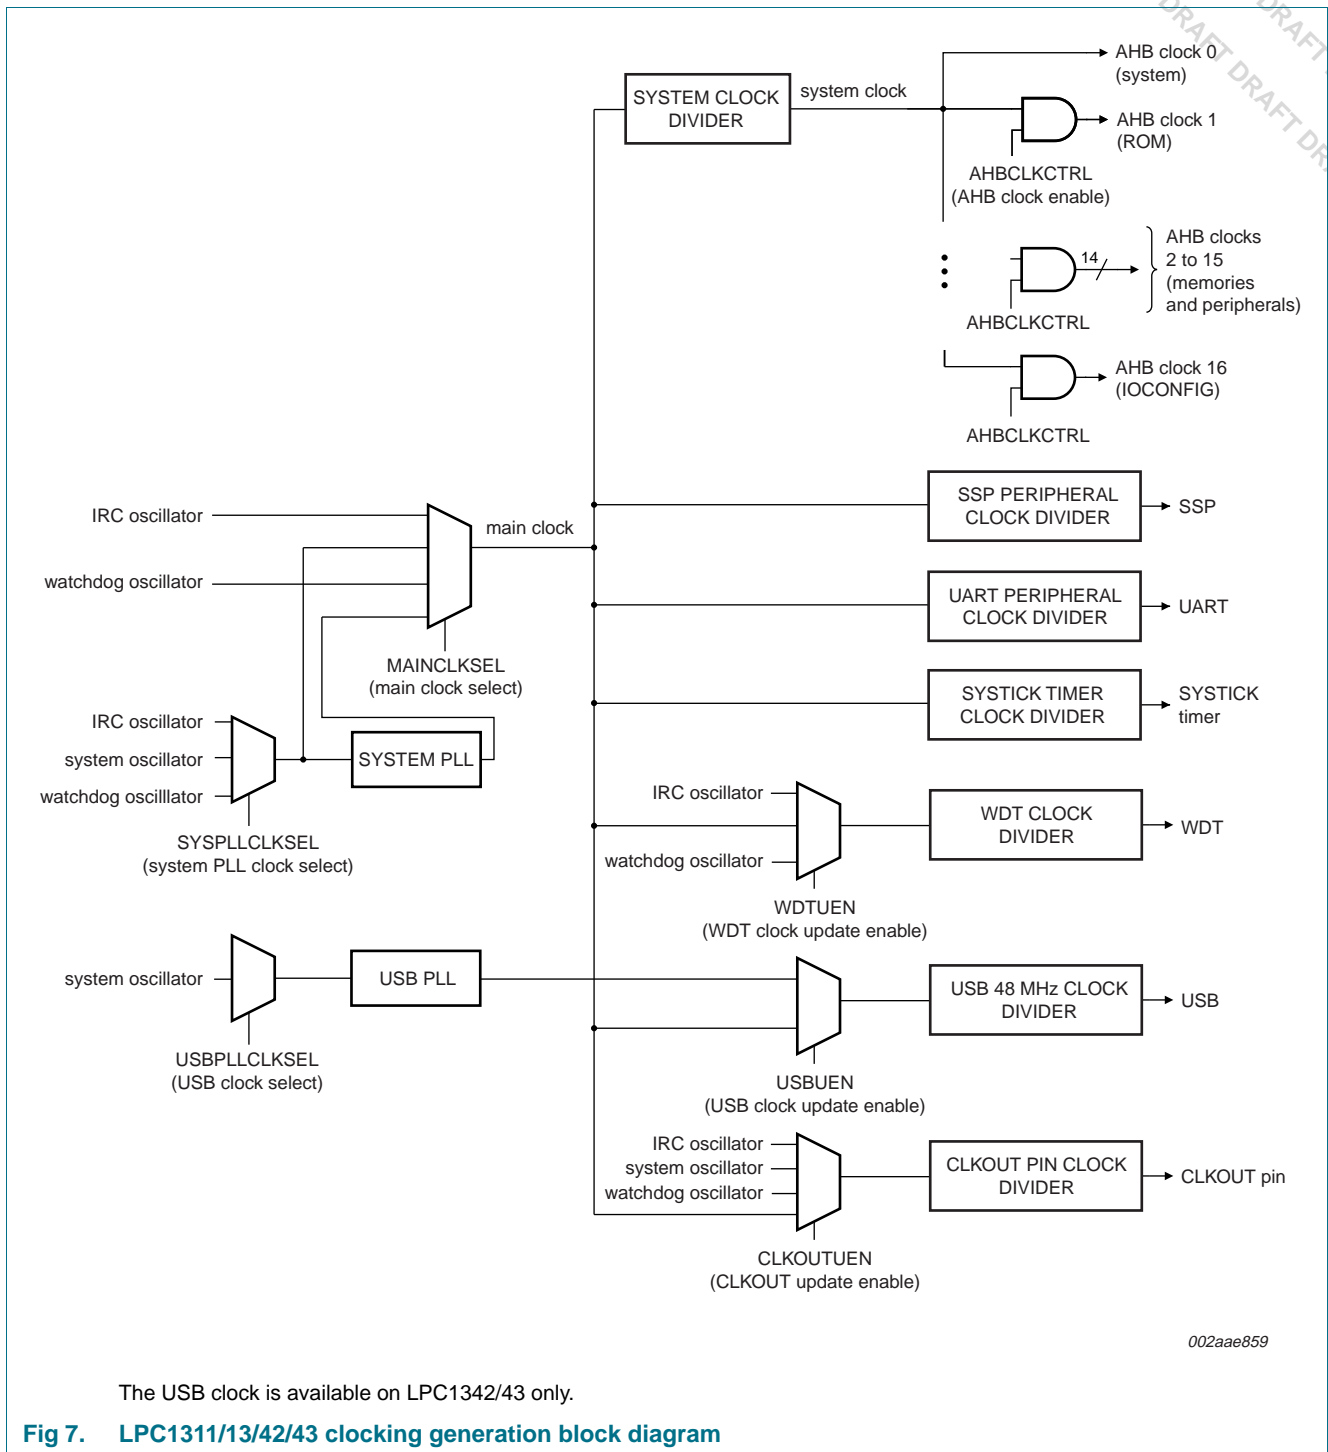 DRAFT DRAFT DRAFT
DRAFT
AHB clock 0
(system)
SYSTEM CLOCK
DIVIDER
system clock
AHB clock 1
(ROM)
AHBCLKCTRL
(AHB clock enable)
14
AHB clocks
2 to 15
(memories
and peripherals)
AHBCLKCTRL
AHB clock 16
(IOCONFIG)
AHBCLKCTRL
SSP PERIPHERAL
CLOCK DIVIDER
SSP
IRC oscillator
main clock
watchdog oscillator
UART PERIPHERAL
CLOCK DIVIDER
UART
MAINCLKSEL
(main clock select)
SYSTICK TIMER
CLOCK DIVIDER
SYSTICK
timer
IRC oscillator
system oscillator
watchdog oscilllator
SYSTEM PLL
SYSPLLCLKSEL
(system PLL clock select)
IRC oscillator
watchdog oscillator
WDT CLOCK
DIVIDER
WDT
WDTUEN
(WDT clock update enable)
system oscillator
USB PLL
USB 48 MHz CLOCK
DIVIDER
USB
USBPLLCLKSEL
(USB clock select)
USBUEN
(USB clock update enable)
IRC oscillator
system oscillator
watchdog oscillator
CLKOUT PIN CLOCK
DIVIDER
CLKOUT pin
CLKOUTUEN
(CLKOUT update enable)
002aae859
The USB clock is available on LPC1342/43 only.
Fig 7. LPC1311/13/42/43 clocking generation block diagram